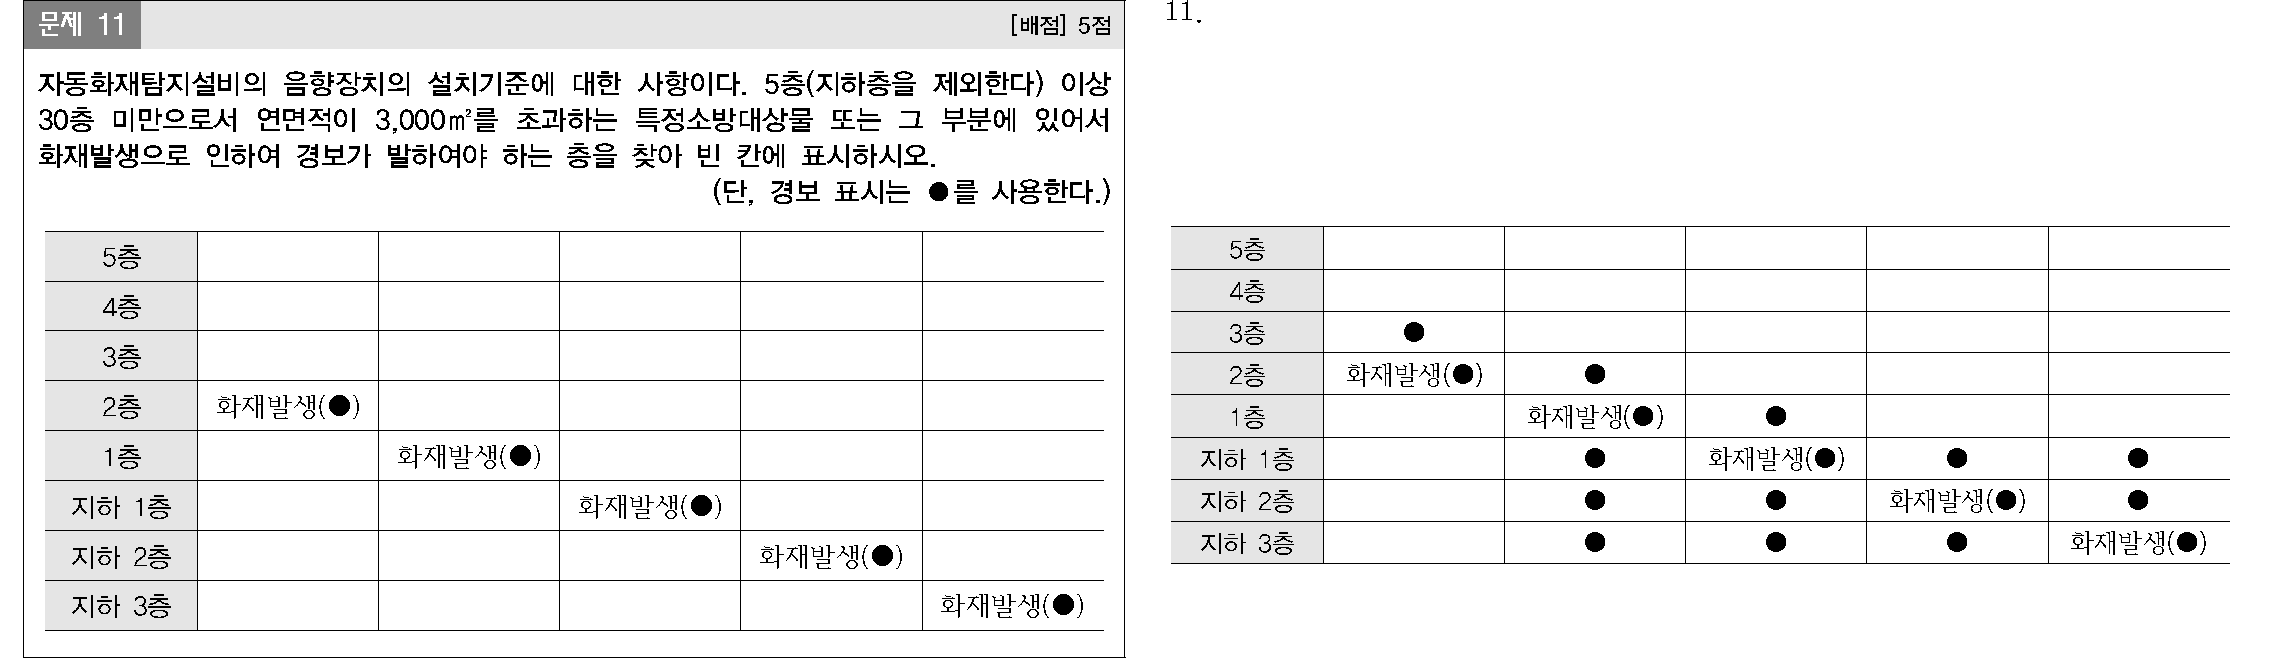 문제 11 [배점] 5점
자동화재탐지설비의 음향장치의 설치기준에 대한 사항이다. 5층(지하층을 제외한다) 이상
30층 미만으로서 연면적이 3,000㎡를 초과하는 특정소방대상물 또는 그 부분에 있어서
화재발생으로 인하여 경보가 발하여야 하는 층을 찾아 빈 칸에 표시하시오.
(단, 경보 표시는 ●를 사용한다.)
5층
4층
3층
2층 화재발생(●)
1층 화재발생(●)
지하 1층 화재발생(●)
지하 2층 화재발생(●)
지하 3층 화재발생(●)
11.
5층
4층
3층 ●
2층 화재발생(●) ●
1층 화재발생(●) ●
지하 1층 ● 화재발생(●) ● ●
지하 2층 ● ● 화재발생(●) ●
지하 3층 ● ● ● 화재발생(●)